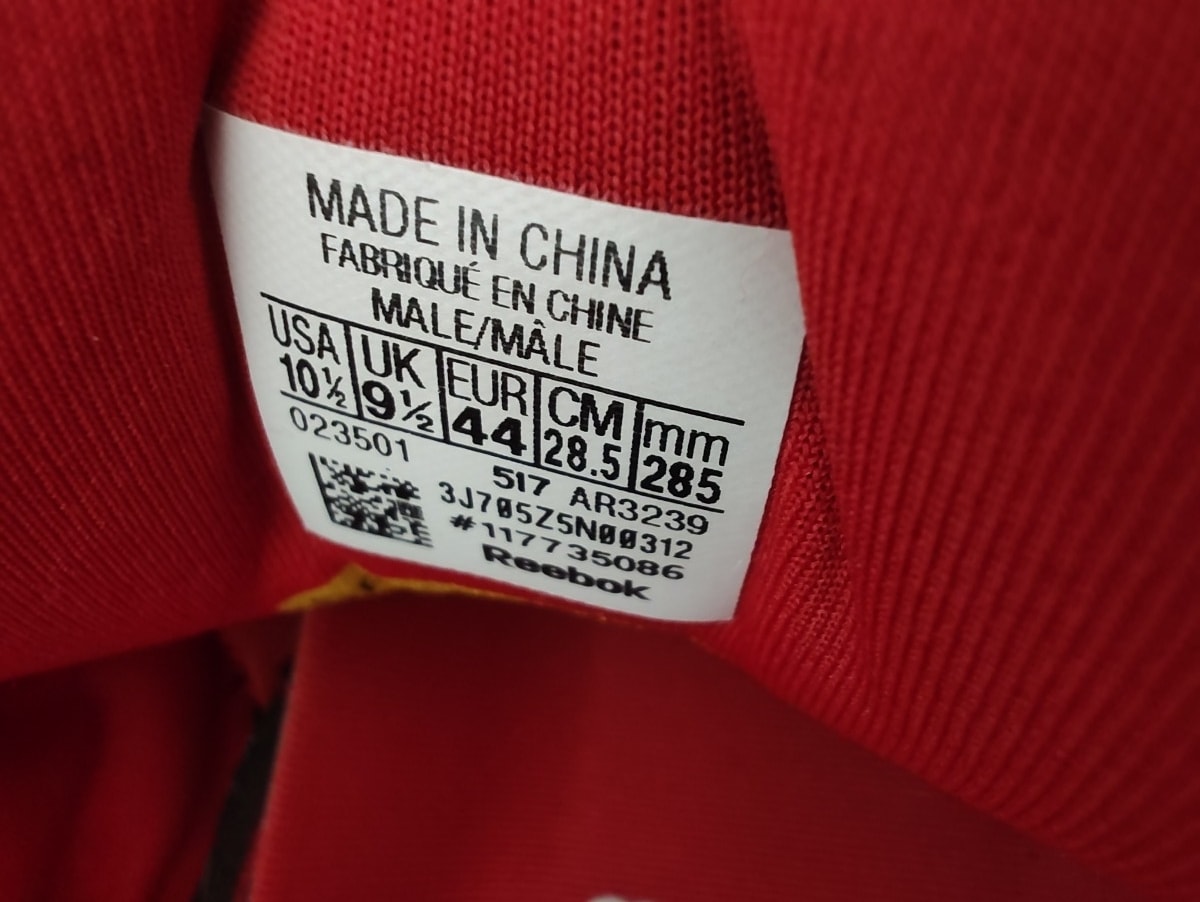 MADE IN CHINA
FABRIQUÉ EN CHINE
MALE/MÂLE
USA UK EUR CM mm
10½ 9½ 44 28.5 285
023501 517 AR3239
3J705Z5N00312
#117735086
Reebok